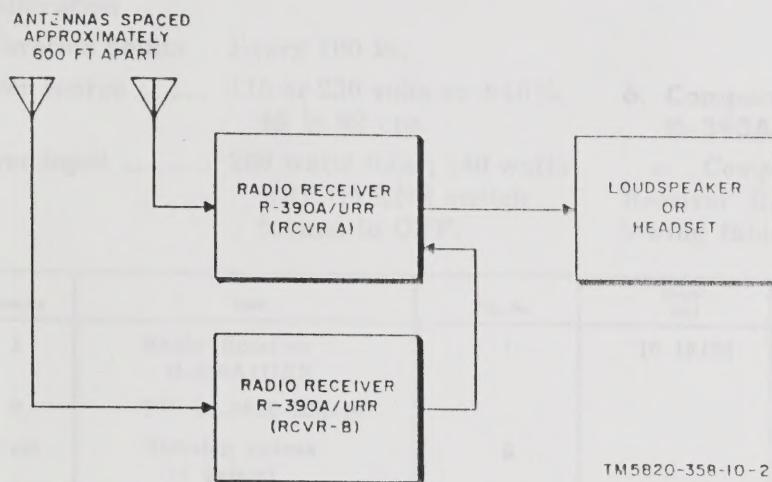 ANTENNAS SPACED
APPROXIMATELY
600 FT APART
RADIO RECEIVER
R-390A/URR
(RCVR A)
LOUDSPEAKER
OR
HEADSET
RADIO RECEIVER
R-390A/URR
(RCVR-B)
TM5820-358-10-2